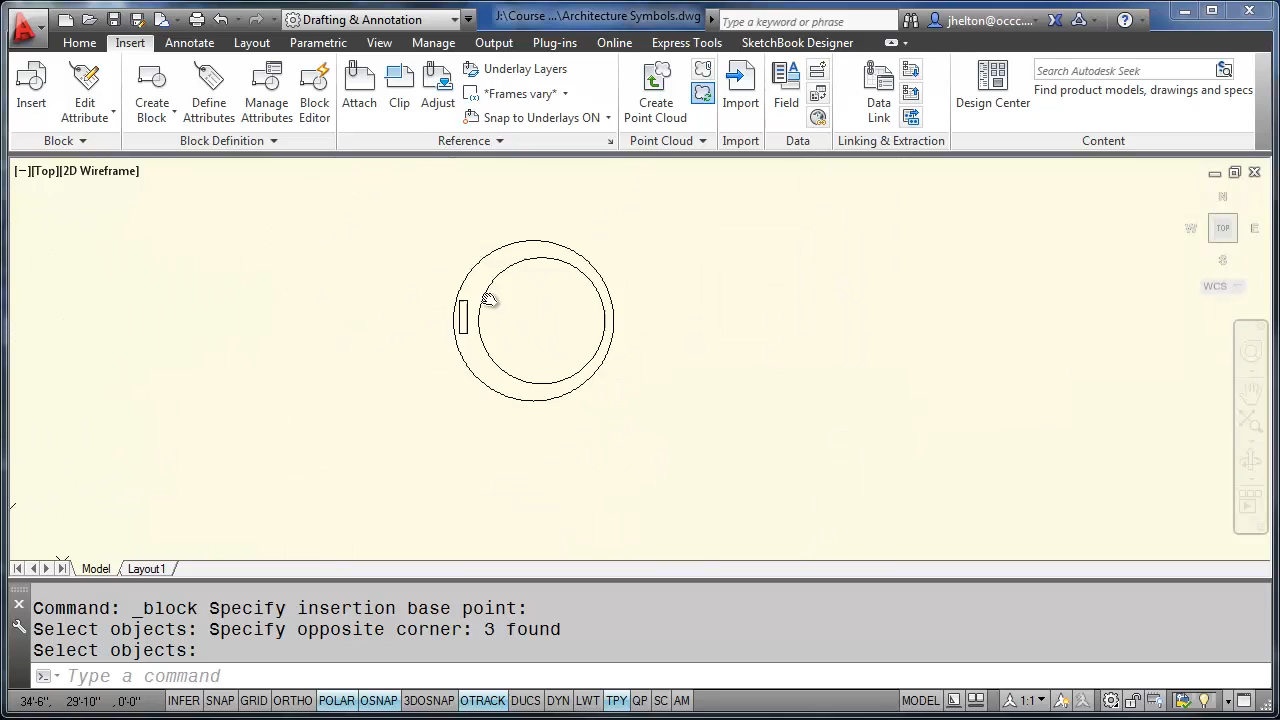 Drafting & Annotation
J:\Course ...\Architecture Symbols.dwg
Type a keyword or phrase
jhelton@occc....
Home Insert Annotate Layout Parametric View Manage Output Plug-ins Online Express Tools SketchBook Designer
Insert
Edit Attribute
Create Block
Define Attributes
Manage Attributes
Block Editor
Attach
Clip
Adjust
Underlay Layers
*Frames vary*
Snap to Underlays ON
Create Point Cloud
Import
Field
Data Link
Design Center
Search Autodesk Seek
Find product models, drawings and specs
Block
Block Definition
Reference
Point Cloud
Import
Data
Linking & Extraction
Content
[−][Top][2D Wireframe]
N
W TOP E
S
WCS
Model Layout1
Command: _block Specify insertion base point:
Select objects: Specify opposite corner: 3 found
Select objects:
Type a command
34'-6", 29'-10" , 0'-0" INFER SNAP GRID ORTHO POLAR OSNAP 3DOSNAP OTRACK DUCS DYN LWT TPY QP SC AM MODEL 1:1